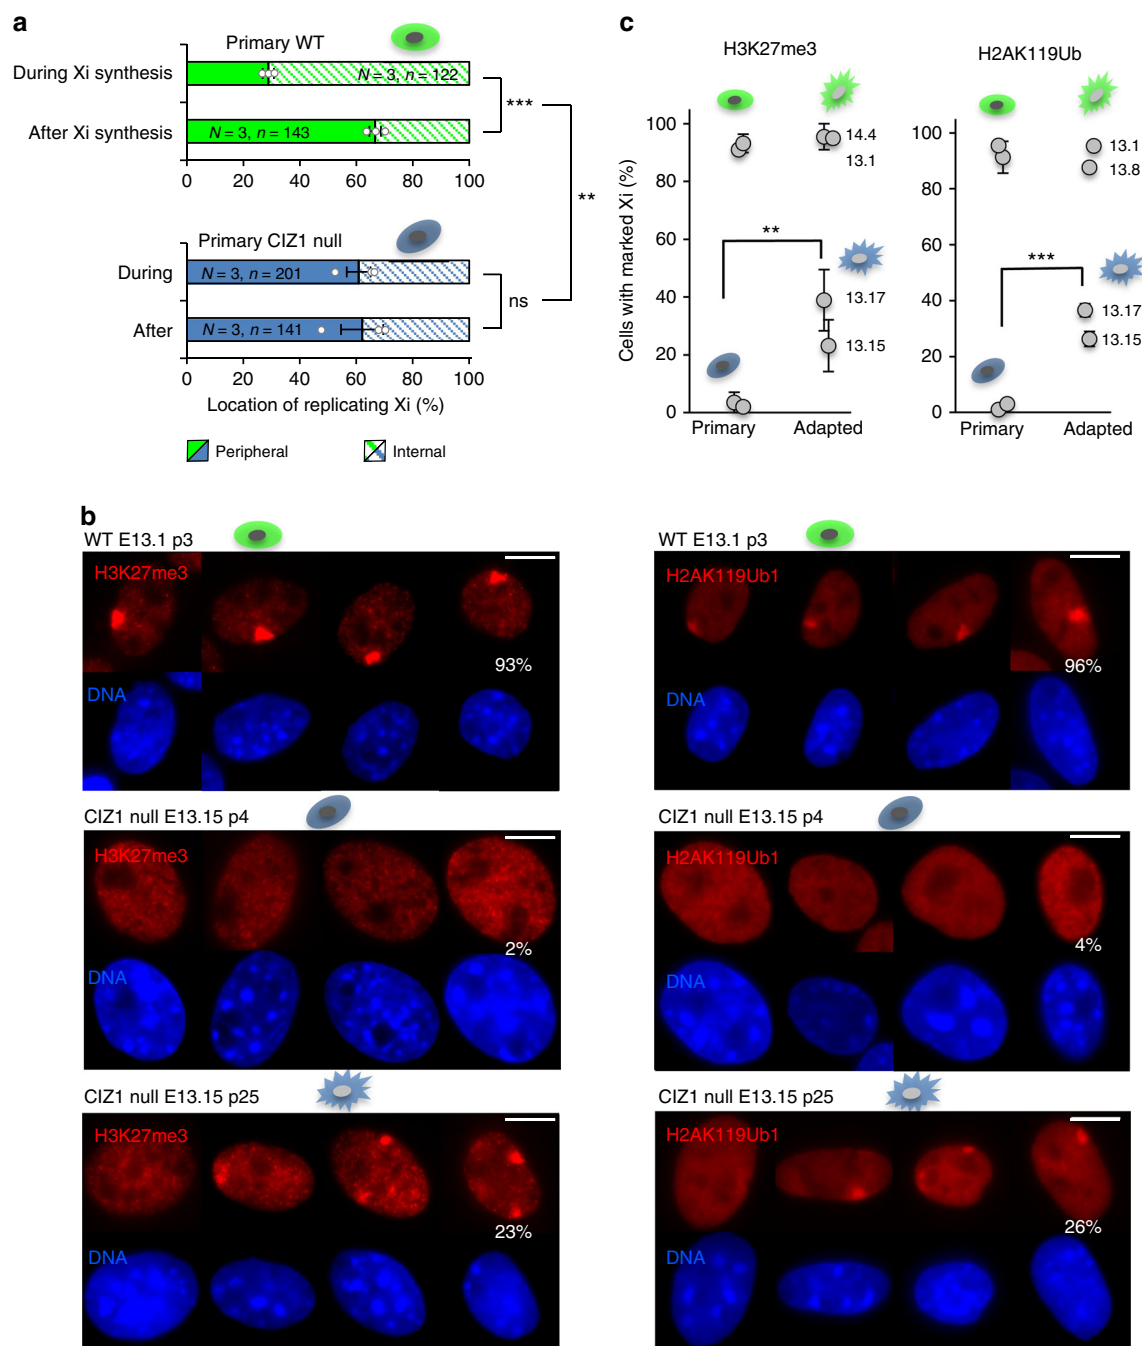 a
Primary WT
During Xi synthesis
N = 3, n = 122
***
After Xi synthesis
N = 3, n = 143
0 20 40 60 80 100
**
Primary CIZ1 null
During
N = 3, n = 201
ns
After
N = 3, n = 141
0 20 40 60 80 100
Location of replicating Xi (%)
Peripheral
Internal
c
H3K27me3
H2AK119Ub
Cells with marked Xi (%)
100
80
60
40
20
0
14.4
13.1
**
13.17
13.15
Primary Adapted
100
80
60
40
20
0
13.1
13.8
***
13.17
13.15
Primary Adapted
b
WT E13.1 p3
H3K27me3
93%
DNA
WT E13.1 p3
H2AK119Ub1
96%
DNA
CIZ1 null E13.15 p4
H3K27me3
2%
DNA
CIZ1 null E13.15 p4
H2AK119Ub1
4%
DNA
CIZ1 null E13.15 p25
H3K27me3
23%
DNA
CIZ1 null E13.15 p25
H2AK119Ub1
26%
DNA